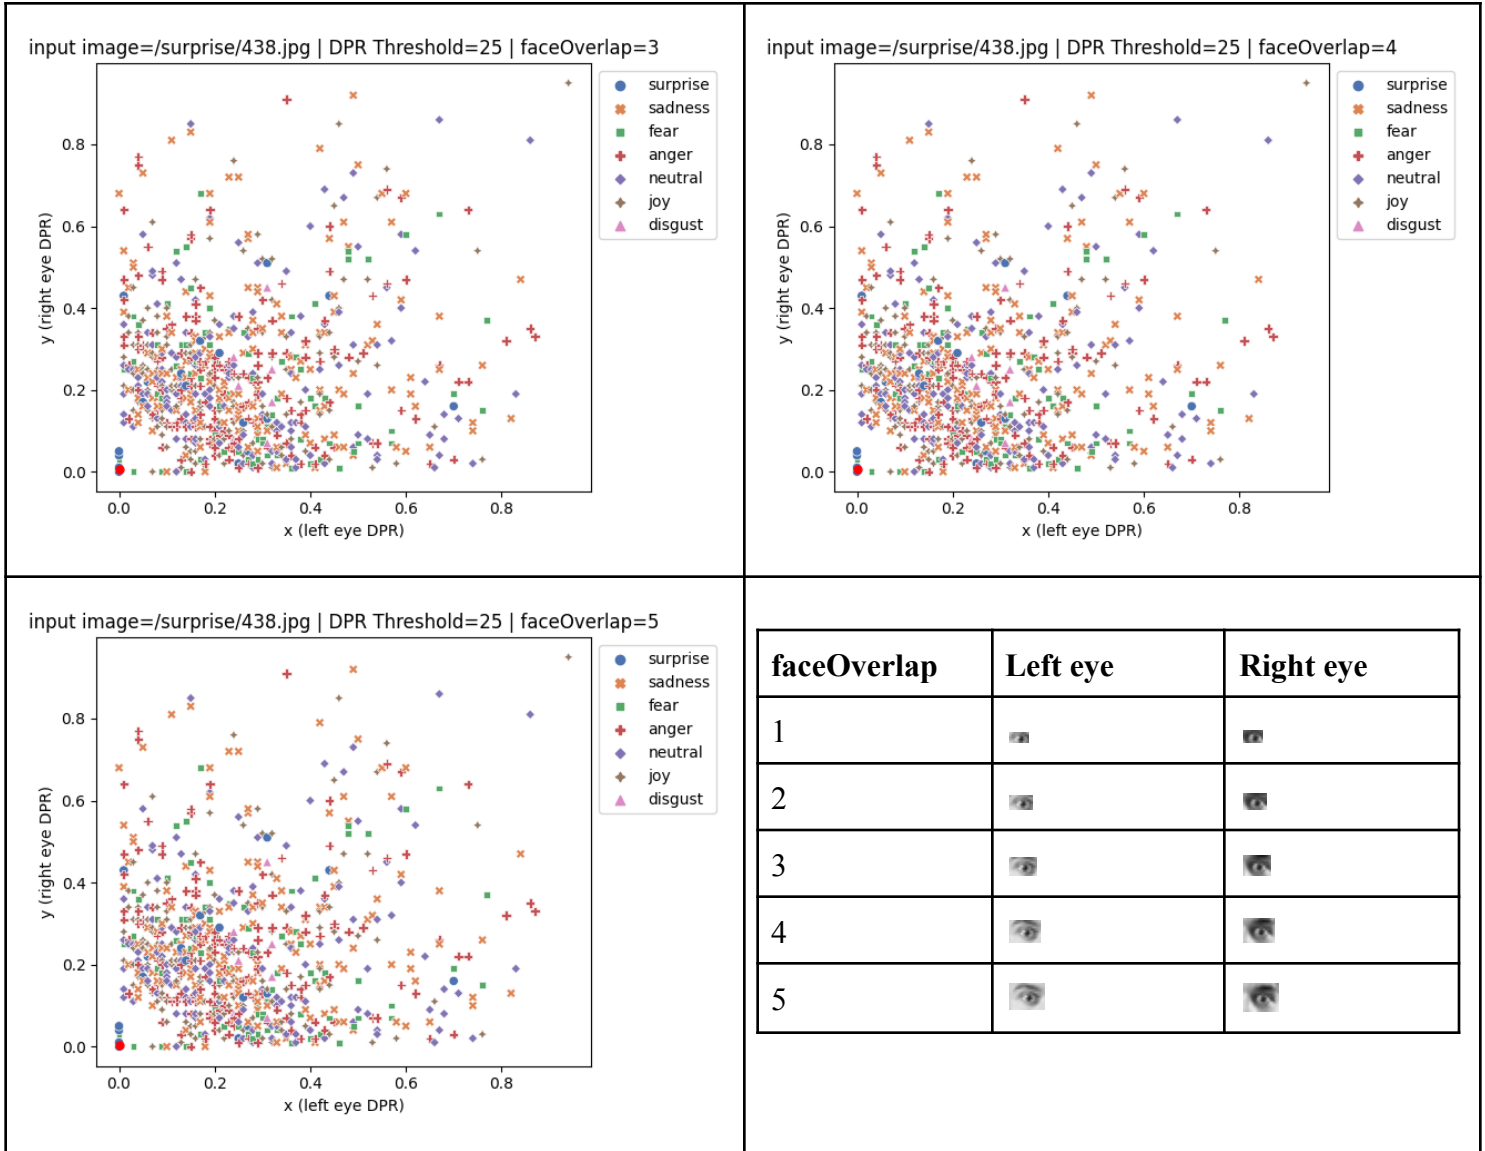 input image=/surprise/438.jpg | DPR Threshold=25 | faceOverlap=3
surprise
sadness
fear
anger
neutral
joy
disgust
y (right eye DPR)
0.8
0.6
0.4
0.2
0.0
0.0 0.2 0.4 0.6 0.8
x (left eye DPR)
input image=/surprise/438.jpg | DPR Threshold=25 | faceOverlap=4
surprise
sadness
fear
anger
neutral
joy
disgust
y (right eye DPR)
0.8
0.6
0.4
0.2
0.0
0.0 0.2 0.4 0.6 0.8
x (left eye DPR)
input image=/surprise/438.jpg | DPR Threshold=25 | faceOverlap=5
surprise
sadness
fear
anger
neutral
joy
disgust
y (right eye DPR)
0.8
0.6
0.4
0.2
0.0
0.0 0.2 0.4 0.6 0.8
x (left eye DPR)
faceOverlap Left eye Right eye
1
2
3
4
5